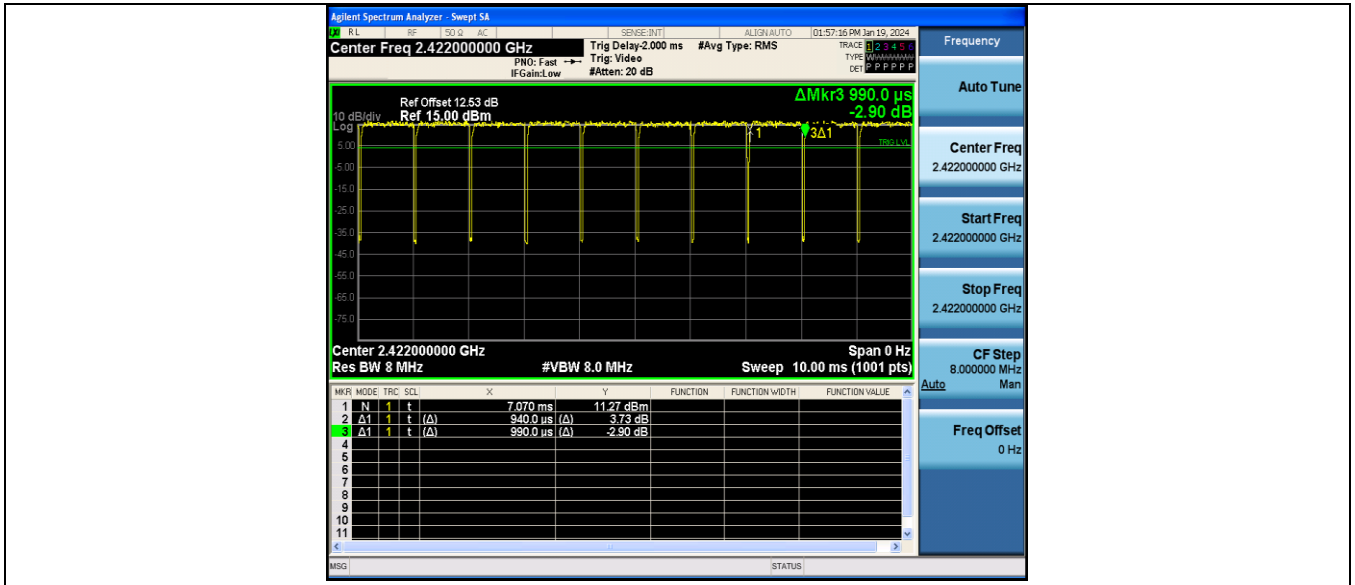 Agilent Spectrum Analyzer - Swept SA
RL RF 50 Ω AC SENSE:INT ALIGNAUTO 01:57:16 PM Jan 19, 2024
Center Freq 2.422000000 GHz
PNO: Fast
IFGain:Low
Trig Delay-2.000 ms
Trig: Video
#Atten: 20 dB
#Avg Type: RMS
TRACE 1 2 3 4 5 6
TYPE
DET P P P P P P
ΔMkr3 990.0 µs
-2.90 dB
Ref Offset 12.53 dB
10 dB/div Ref 15.00 dBm
Log
1
3Δ1
TRIG LVL
5.00
-5.00
-15.0
-25.0
-35.0
-45.0
-55.0
-65.0
-75.0
Center 2.422000000 GHz Span 0 Hz
Res BW 8 MHz #VBW 8.0 MHz Sweep 10.00 ms (1001 pts)
MKR MODE TRC SCL X Y FUNCTION FUNCTION WIDTH FUNCTION VALUE
1 N 1 t 7.070 ms 11.27 dBm
2 Δ1 1 t (Δ) 940.0 µs (Δ) 3.73 dB
3 Δ1 1 t (Δ) 990.0 µs (Δ) -2.90 dB
4
5
6
7
8
9
10
11
MSG STATUS
Frequency
Auto Tune
Center Freq
2.422000000 GHz
Start Freq
2.422000000 GHz
Stop Freq
2.422000000 GHz
CF Step
8.000000 MHz
Auto Man
Freq Offset
0 Hz